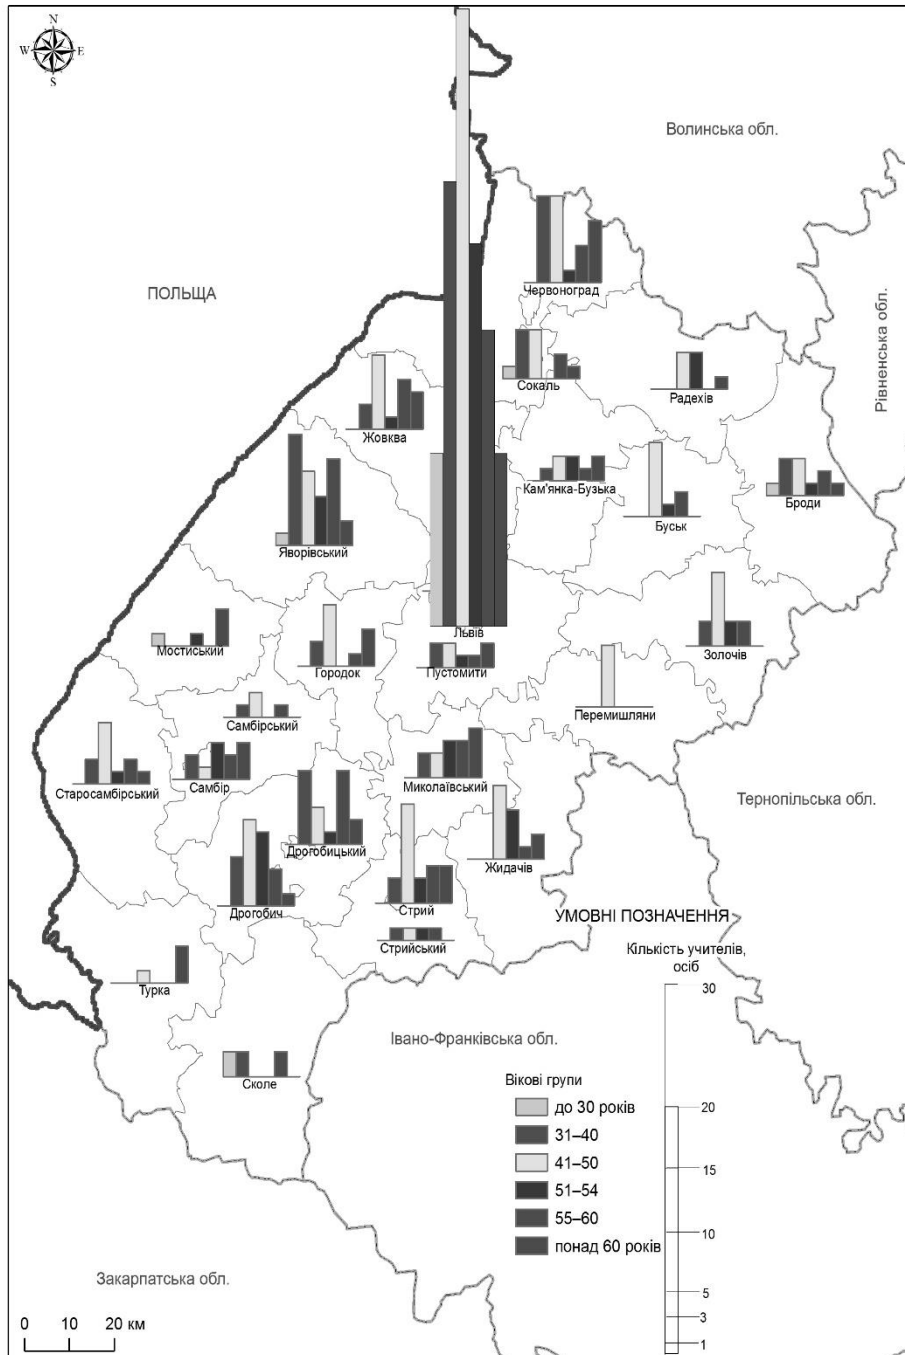 N
W E
S
Волинська обл.
ПОЛЬЩА
Рівненська обл.
Червоноград
Сокаль
Радехів
Жовква
Кам'янка-Бузька
Буськ
Броди
Яворівський
Мостиський
Городок
Львів
Пустомити
Золочів
Перемишляни
Самбірський
Старосамбірський
Самбір
Миколаївський
Тернопільська обл.
Дрогобицький
Жидачів
Дрогобич
Стрий
Стрийський
Турка
Сколе
Івано-Франківська обл.
Закарпатська обл.
УМОВНІ ПОЗНАЧЕННЯ
Кількість учителів,
осіб
30
20
15
10
5
3
1
Вікові групи
до 30 років
31–40
41–50
51–54
55–60
понад 60 років
0 10 20 км